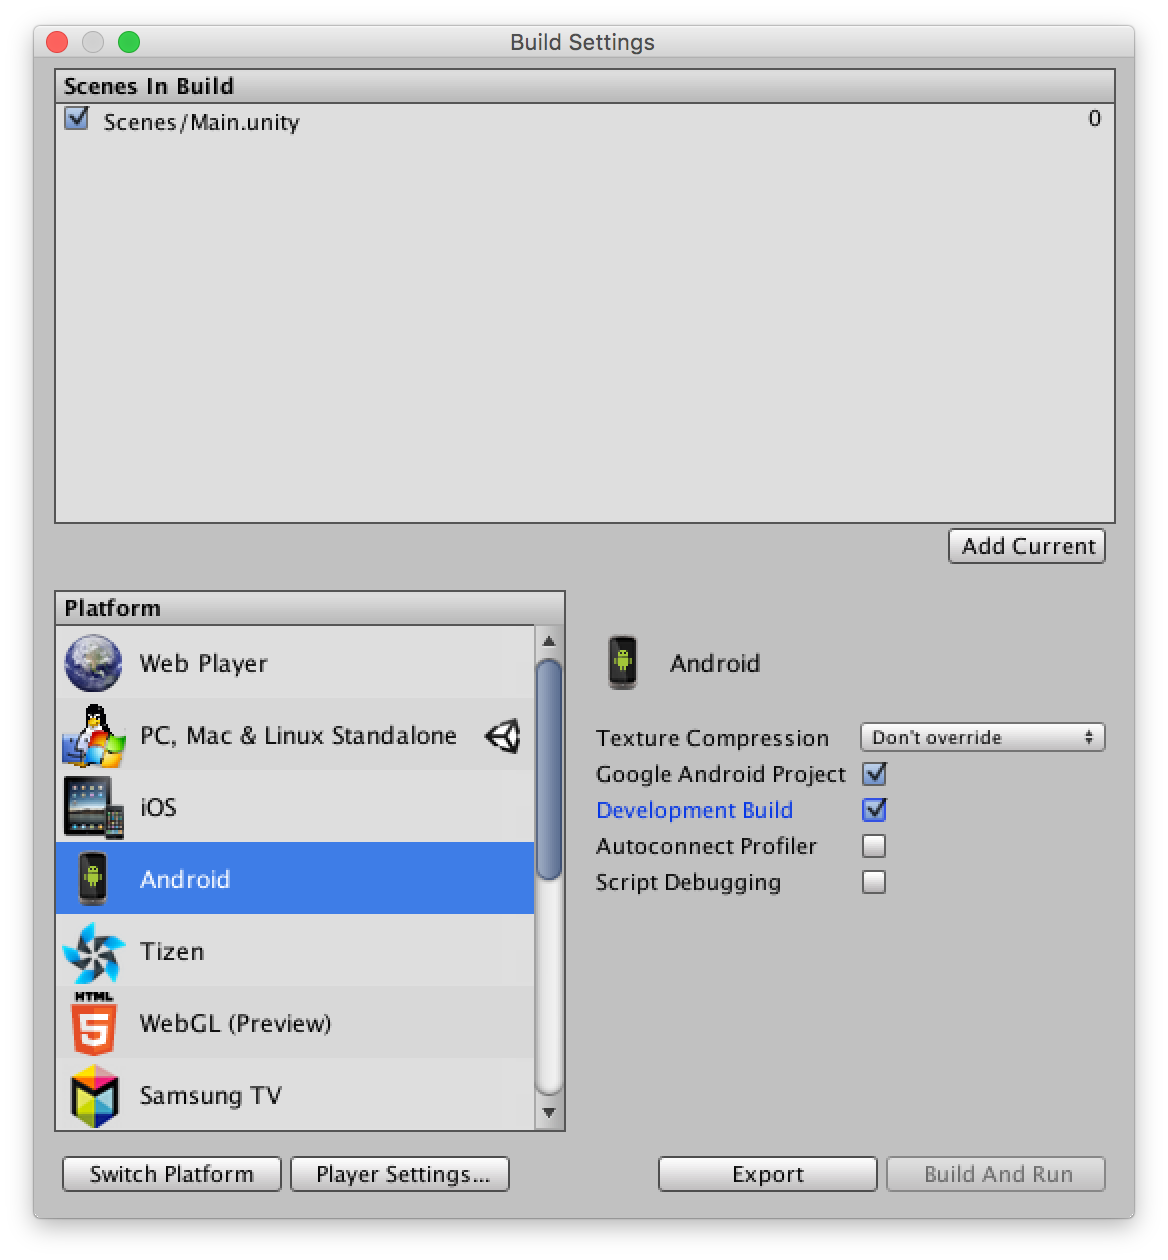 Build Settings
Scenes In Build
Scenes/Main.unity 0
Add Current
Platform
Web Player
PC, Mac & Linux Standalone
iOS
Android
Tizen
HTML
5
WebGL (Preview)
Samsung TV
Android
Texture Compression Don't override
Google Android Project
Development Build
Autoconnect Profiler
Script Debugging
Switch Platform Player Settings... Export Build And Run